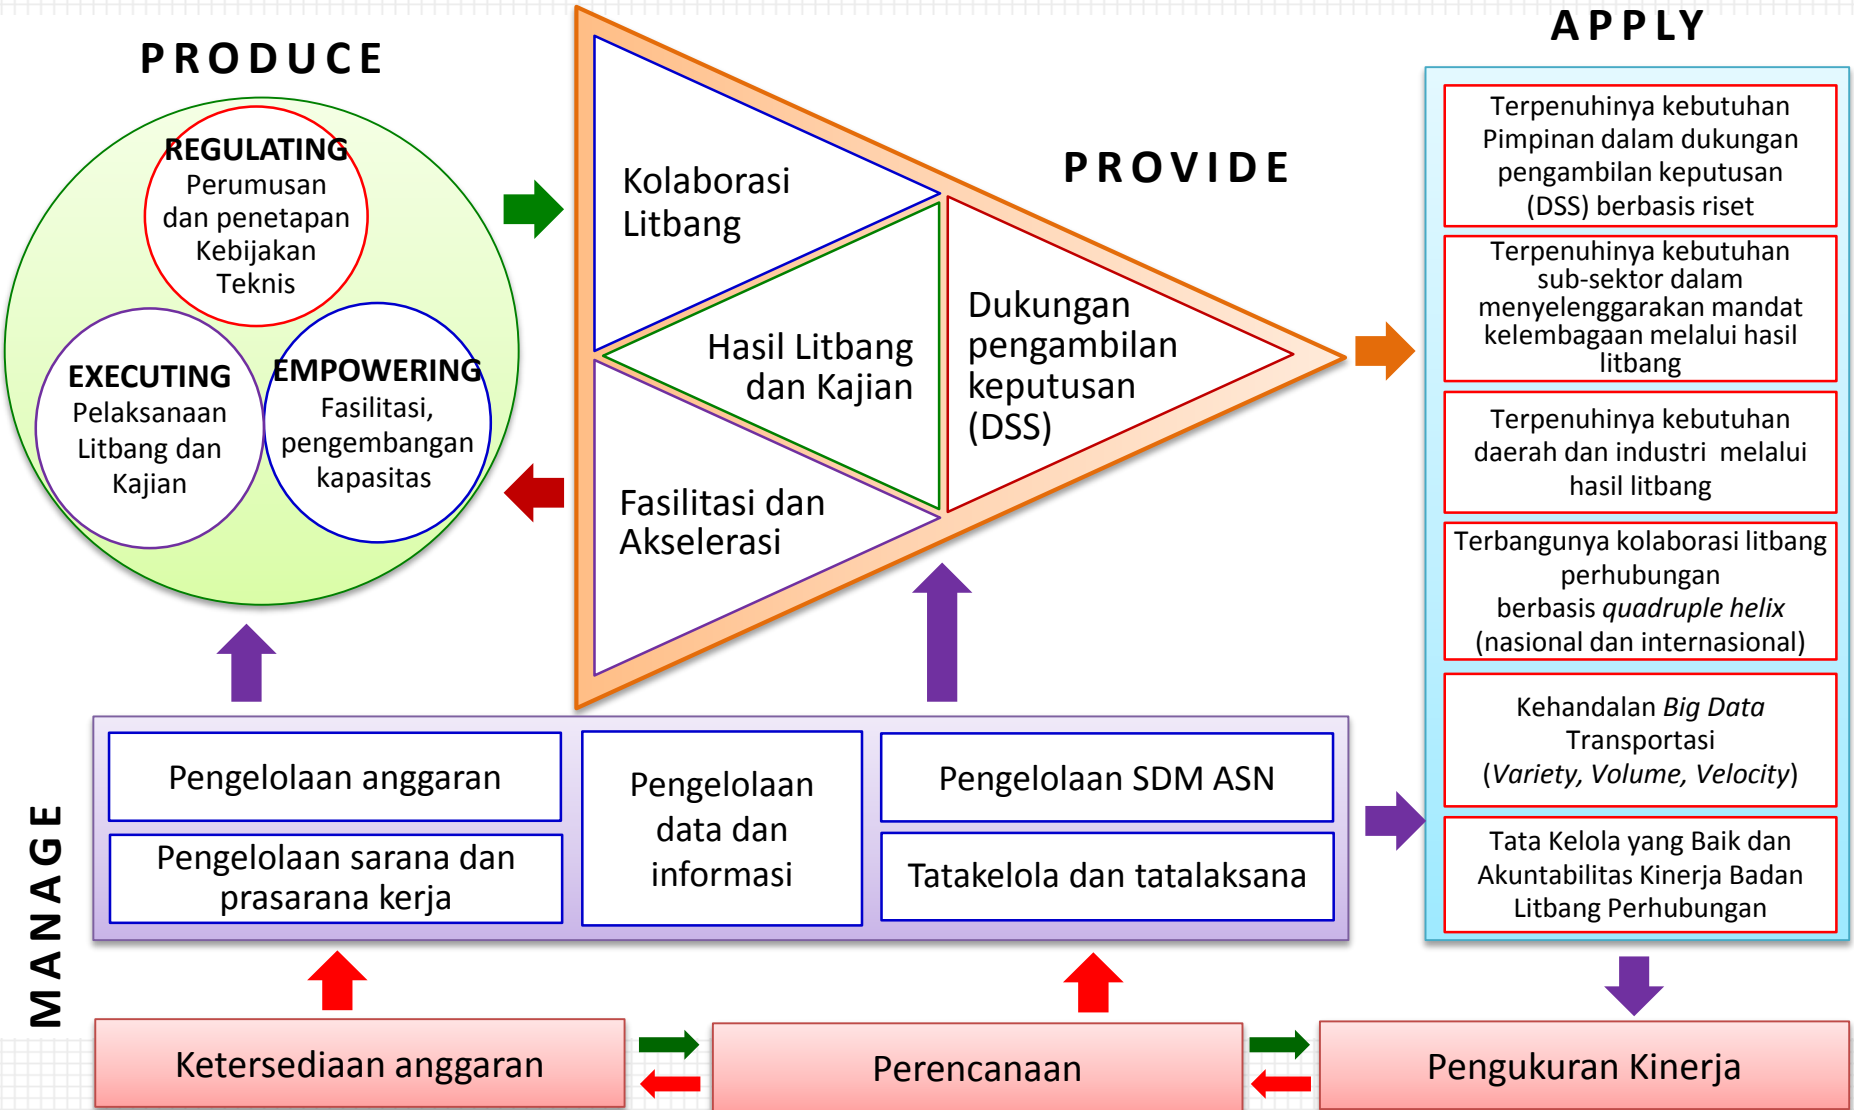 PRODUCE
REGULATING
Perumusan
dan penetapan
Kebijakan
Teknis
EXECUTING
Pelaksanaan
Litbang dan
Kajian
EMPOWERING
Fasilitasi,
pengembangan
kapasitas
PROVIDE
Kolaborasi
Litbang
Hasil Litbang
dan Kajian
Dukungan
pengambilan
keputusan
(DSS)
Fasilitasi dan
Akselerasi
APPLY
Terpenuhinya kebutuhan
Pimpinan dalam dukungan
pengambilan keputusan
(DSS) berbasis riset
Terpenuhinya kebutuhan
sub-sektor dalam
menyelenggarakan mandat
kelembagaan melalui hasil
litbang
Terpenuhinya kebutuhan
daerah dan industri  melalui
hasil litbang
Terbangunya kolaborasi litbang
perhubungan
berbasis quadruple helix
(nasional dan internasional)
Kehandalan Big Data
Transportasi
(Variety, Volume, Velocity)
Tata Kelola yang Baik dan
Akuntabilitas Kinerja Badan
Litbang Perhubungan
MANAGE
Pengelolaan anggaran
Pengelolaan sarana dan
prasarana kerja
Pengelolaan
data dan
informasi
Pengelolaan SDM ASN
Tatakelola dan tatalaksana
Ketersediaan anggaran
Perencanaan
Pengukuran Kinerja